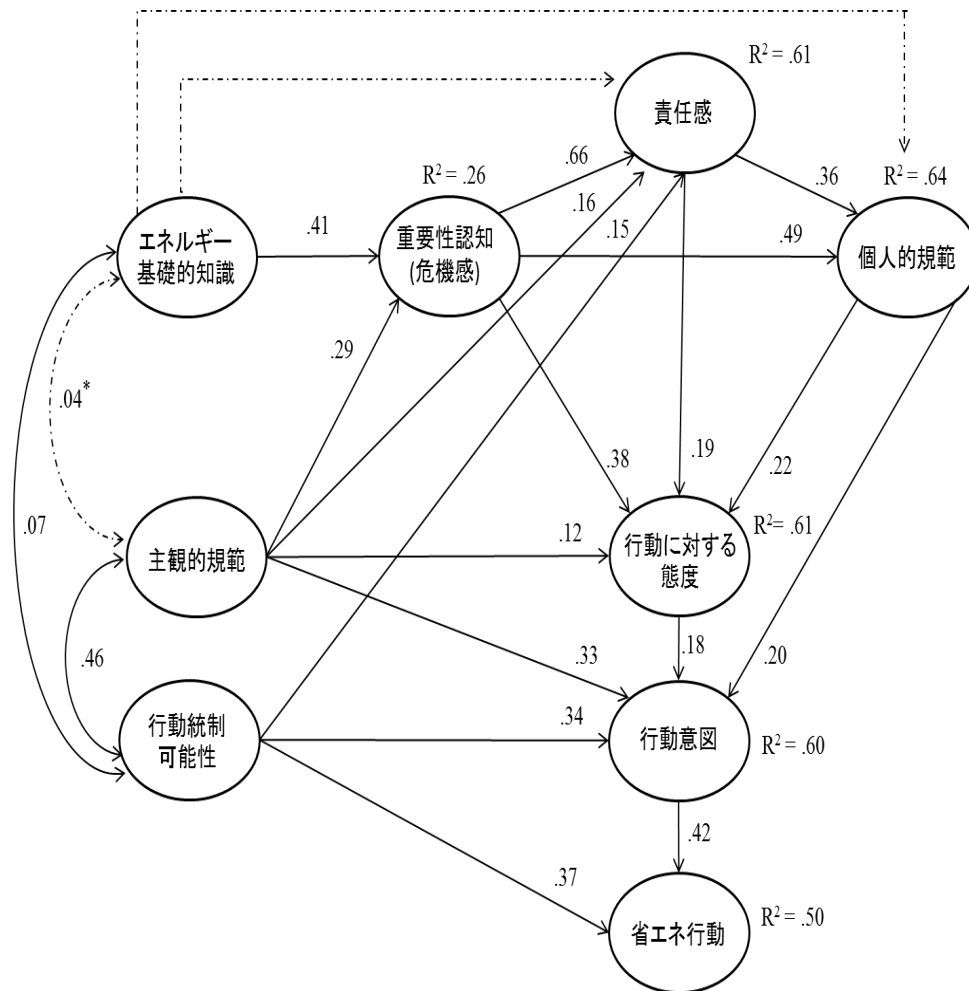 R² = .61
責任感
R² = .26
.66
.16
.15
.36
R² = .64
エネルギー
基礎的知識
.41
重要性認知
(危機感)
.49
個人的規範
.29
.04*
.38
.19
.22
.07
主観的規範
.12
行動に対する
態度
R²= .61
.46
.33
.18
.20
行動統制
可能性
.34
行動意図
R² = .60
.42
.37
省エネ行動
R² = .50